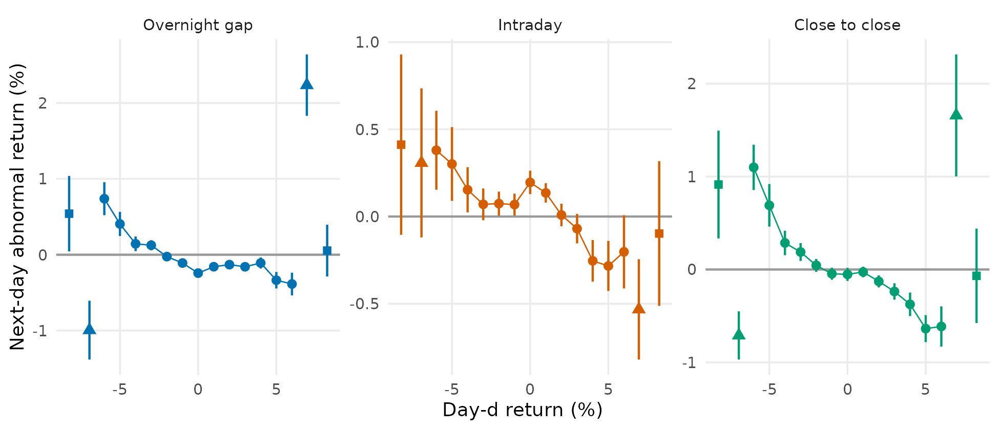 Overnight gap
Intraday
Close to close
Next-day abnormal return (%)
2
1
0
-1
1.0
0.5
0.0
-0.5
2
1
0
-1
-5 0 5
-5 0 5
-5 0 5
Day-d return (%)